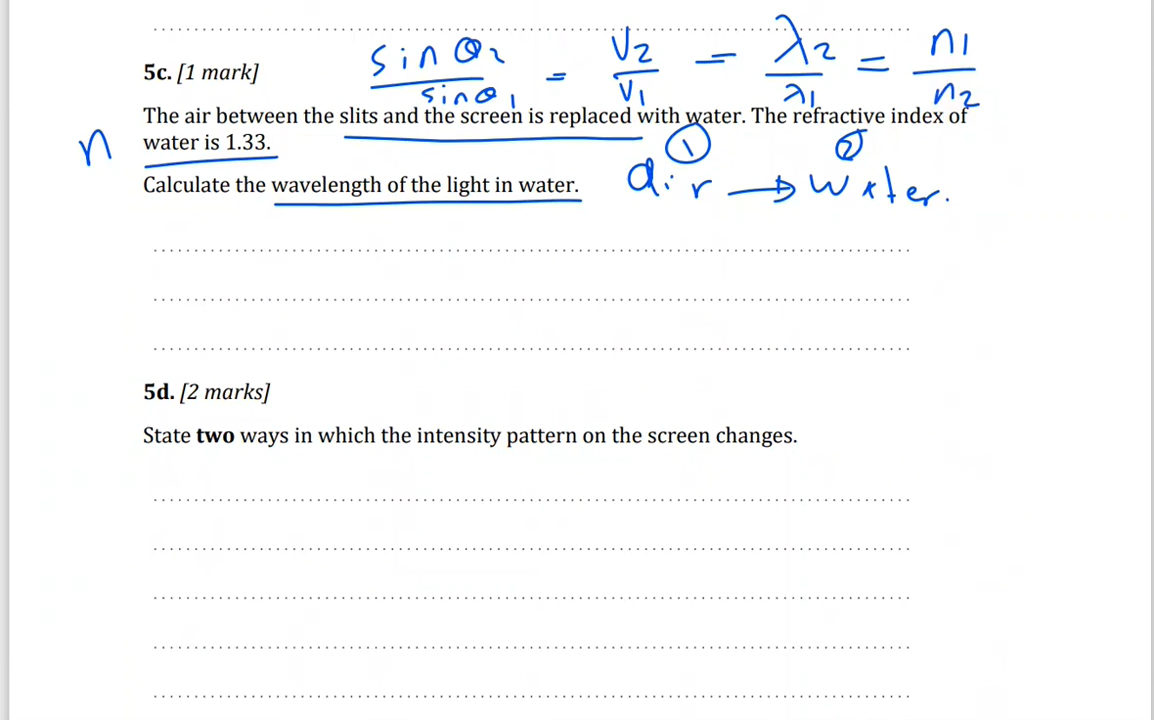 sin θ2 / sin θ1 = V2 / V1 = λ2 / λ1 = n1 / n2
5c. [1 mark]
The air between the slits and the screen is replaced with water. The refractive index of
n water is 1.33.
① ②
Calculate the wavelength of the light in water. air → water.
5d. [2 marks]
State two ways in which the intensity pattern on the screen changes.